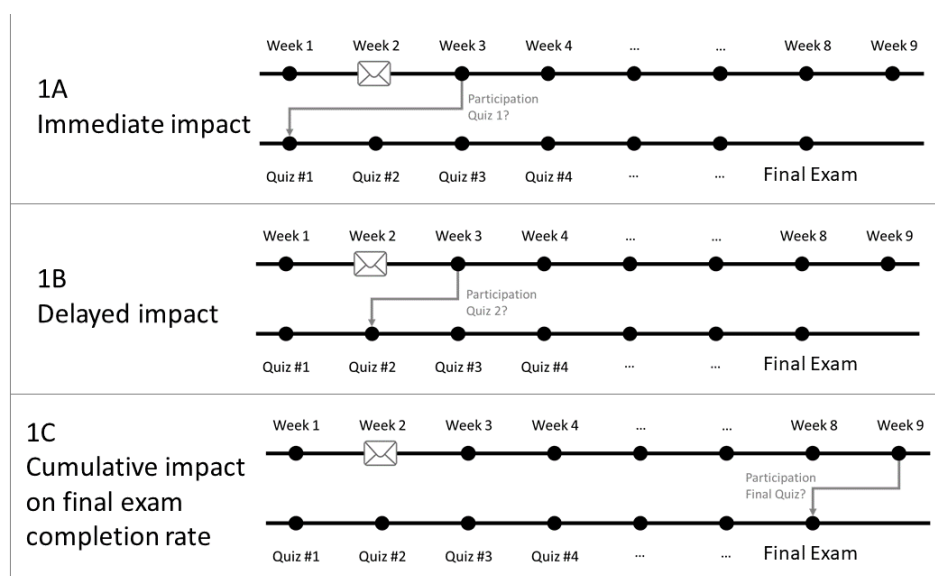 Week 1 Week 2 Week 3 Week 4 ... ... Week 8 Week 9
1A
Immediate impact
Participation
Quiz 1?
Quiz #1 Quiz #2 Quiz #3 Quiz #4 ... ... Final Exam
Week 1 Week 2 Week 3 Week 4 ... ... Week 8 Week 9
1B
Delayed impact
Participation
Quiz 2?
Quiz #1 Quiz #2 Quiz #3 Quiz #4 ... ... Final Exam
Week 1 Week 2 Week 3 Week 4 ... ... Week 8 Week 9
1C
Cumulative impact
on final exam
completion rate
Participation
Final Quiz?
Quiz #1 Quiz #2 Quiz #3 Quiz #4 ... ... Final Exam